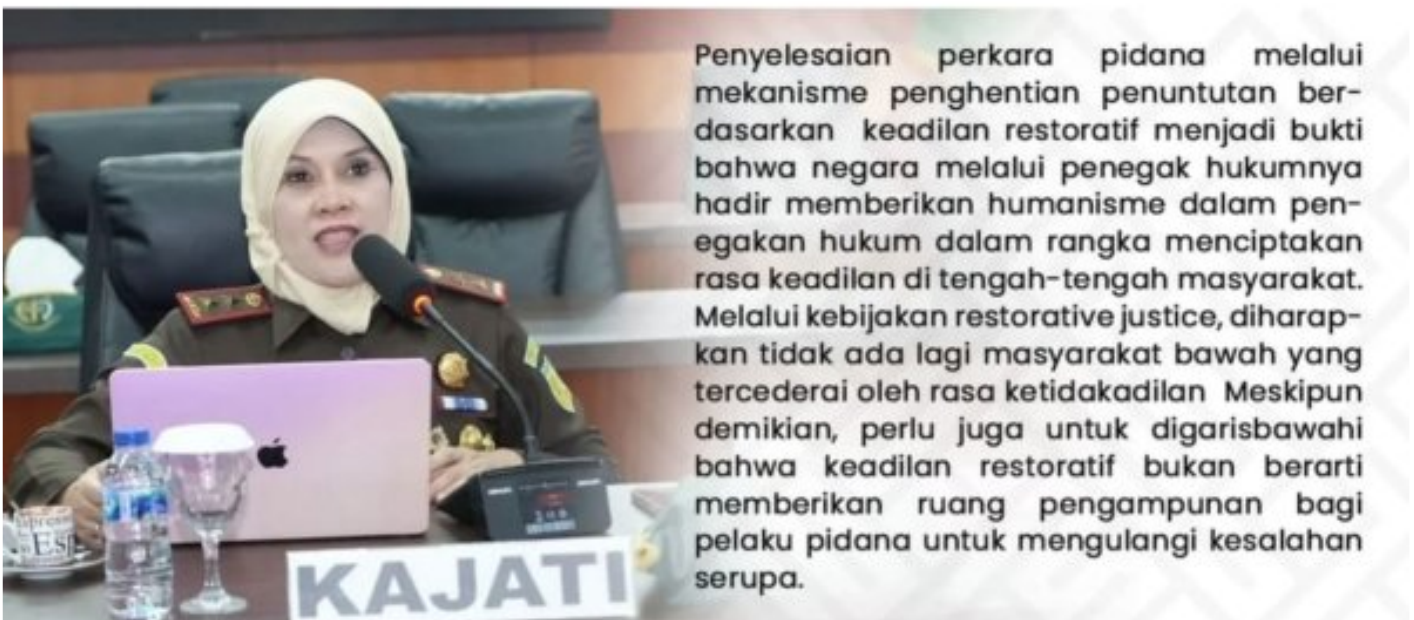 Penyelesaian perkara pidana melalui
mekanisme penghentian penuntutan ber-
dasarkan keadilan restoratif menjadi bukti
bahwa negara melalui penegak hukumnya
hadir memberikan humanisme dalam pen-
egakan hukum dalam rangka menciptakan
rasa keadilan di tengah-tengah masyarakat.
Melalui kebijakan restorative justice, diharap-
kan tidak ada lagi masyarakat bawah yang
tercederai oleh rasa ketidakadilan Meskipun
demikian, perlu juga untuk digarisbawahi
bahwa keadilan restoratif bukan berarti
memberikan ruang pengampunan bagi
pelaku pidana untuk mengulangi kesalahan
serupa.
KAJATI